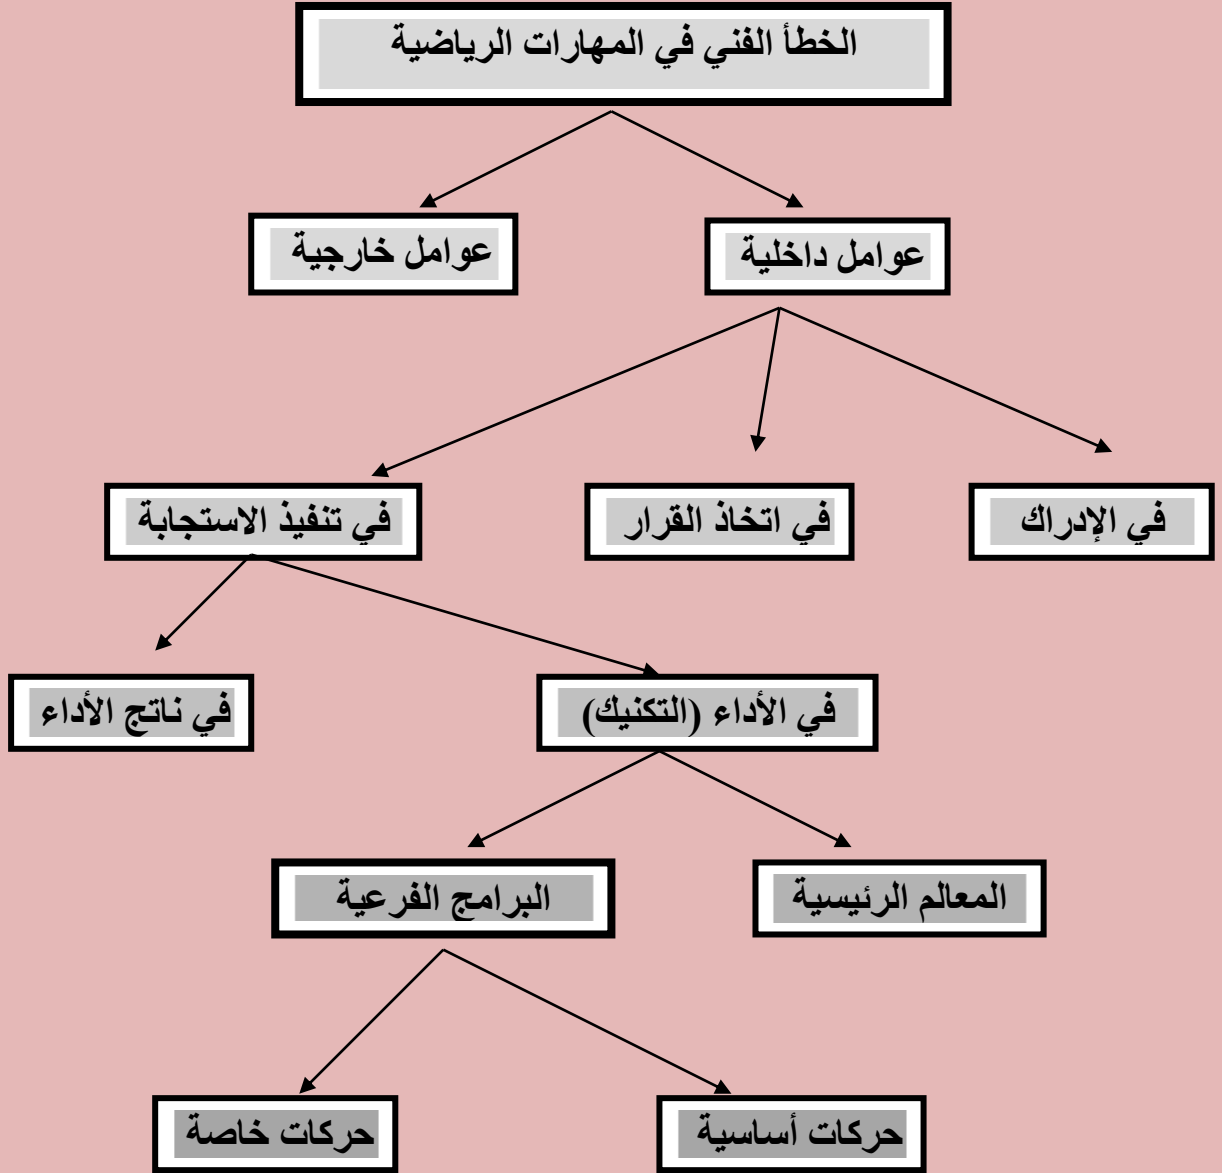 الخطأ الفني في المهارات الرياضية
عوامل داخلية
عوامل خارجية
في الإدراك
في اتخاذ القرار
في تنفيذ الاستجابة
في الأداء (التكنيك)
في ناتج الأداء
المعالم الرئيسية
البرامج الفرعية
حركات أساسية
حركات خاصة